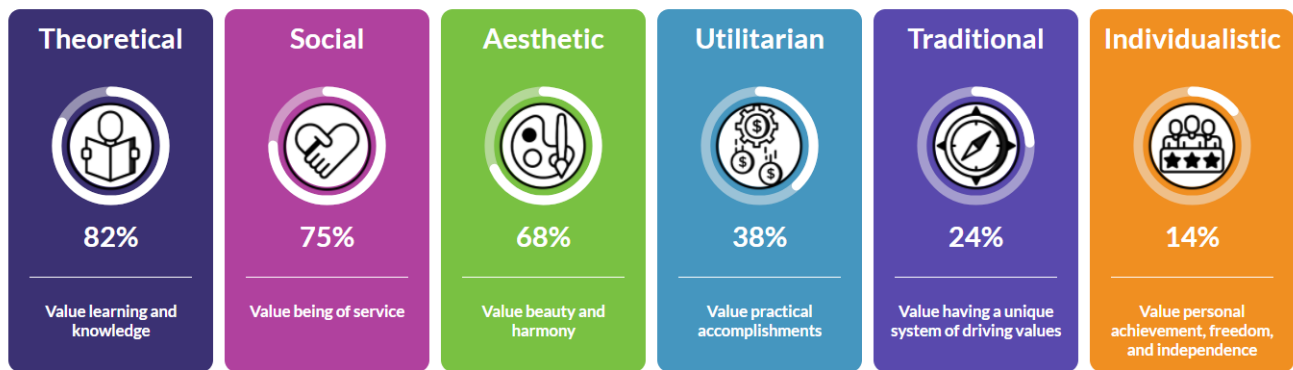 Theoretical
82%
Value learning and
knowledge
Social
75%
Value being of service
Aesthetic
68%
Value beauty and
harmony
Utilitarian
$
$
$
38%
Value practical
accomplishments
Traditional
24%
Value having a unique
system of driving values
Individualistic
14%
Value personal
achievement, freedom,
and independence